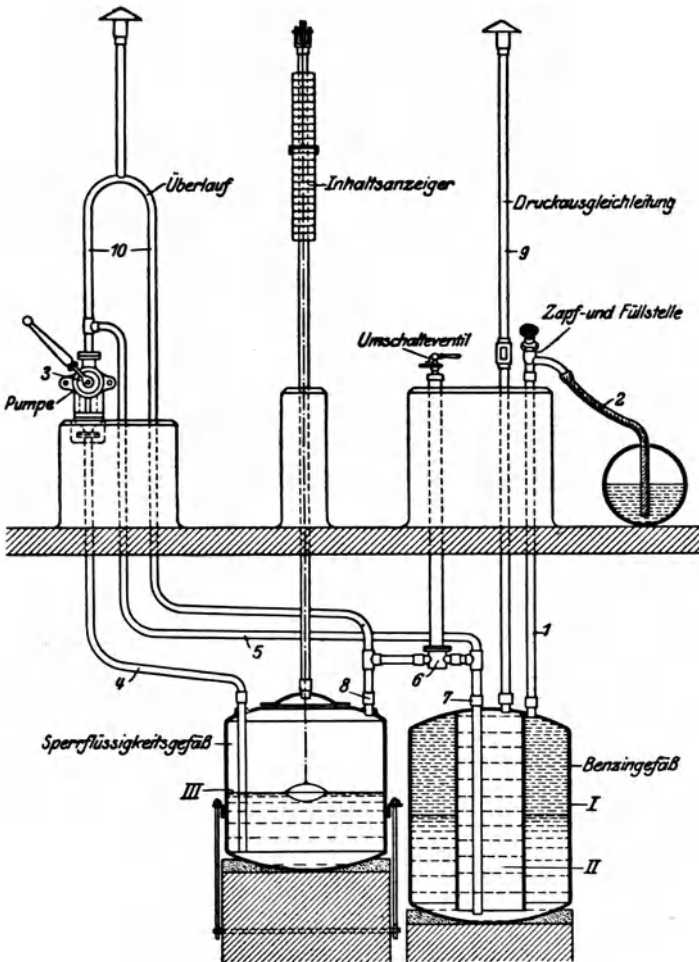 Überlauf
Inhaltsanzeiger
Druckausgleichleitung
10
9
Zapf-und Füllstelle
Umschalteventil
3
Pumpe
2
1
5
4
6
8
7
Sperrflüssigkeitsgefäß
Benzingefäß
III
I
II